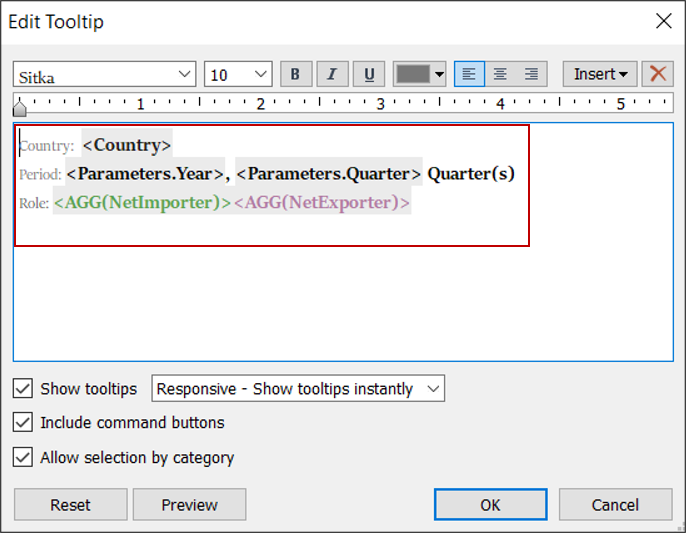 Edit Tooltip
Sitka 10 B I U Insert
1 2 3 4 5
Country: <Country>
Period: <Parameters.Year>, <Parameters.Quarter> Quarter(s)
Role: <AGG(NetImporter)><AGG(NetExporter)>
Show tooltips Responsive - Show tooltips instantly
Include command buttons
Allow selection by category
Reset Preview OK Cancel